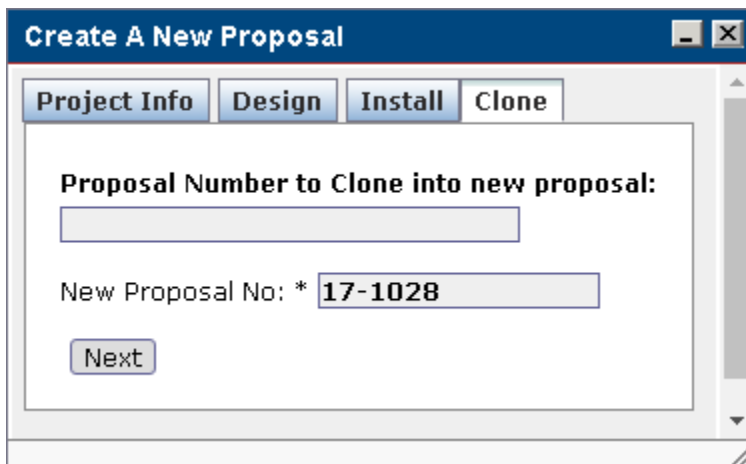 Create A New Proposal
Project Info Design Install Clone
Proposal Number to Clone into new proposal:
New Proposal No: * 17-1028
Next